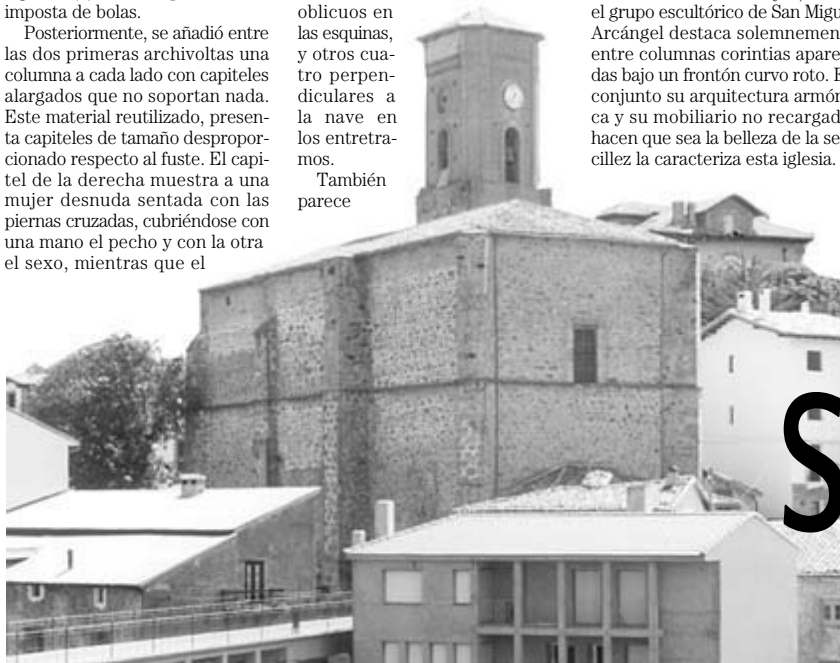 imposta de bolas.
Posteriormente, se añadió entre
las dos primeras archivoltas una
columna a cada lado con capiteles
alargados que no soportan nada.
Este material reutilizado, presen-
ta capiteles de tamaño despropor-
cionado respecto al fuste. El capi-
tel de la derecha muestra a una
mujer desnuda sentada con las
piernas cruzadas, cubriéndose con
una mano el pecho y con la otra
el sexo, mientras que el
oblicuos en
las esquinas,
y otros cua-
tro perpen-
diculares a
la nave en
los entretra-
mos.
También
parece
el grupo escultórico de San Migu
Arcángel destaca solemnemen
entre columnas corintias apare
das bajo un frontón curvo roto. E
conjunto su arquitectura armón
ca y su mobiliario no recargad
hacen que sea la belleza de la se
cillez la caracteriza esta iglesia.
S